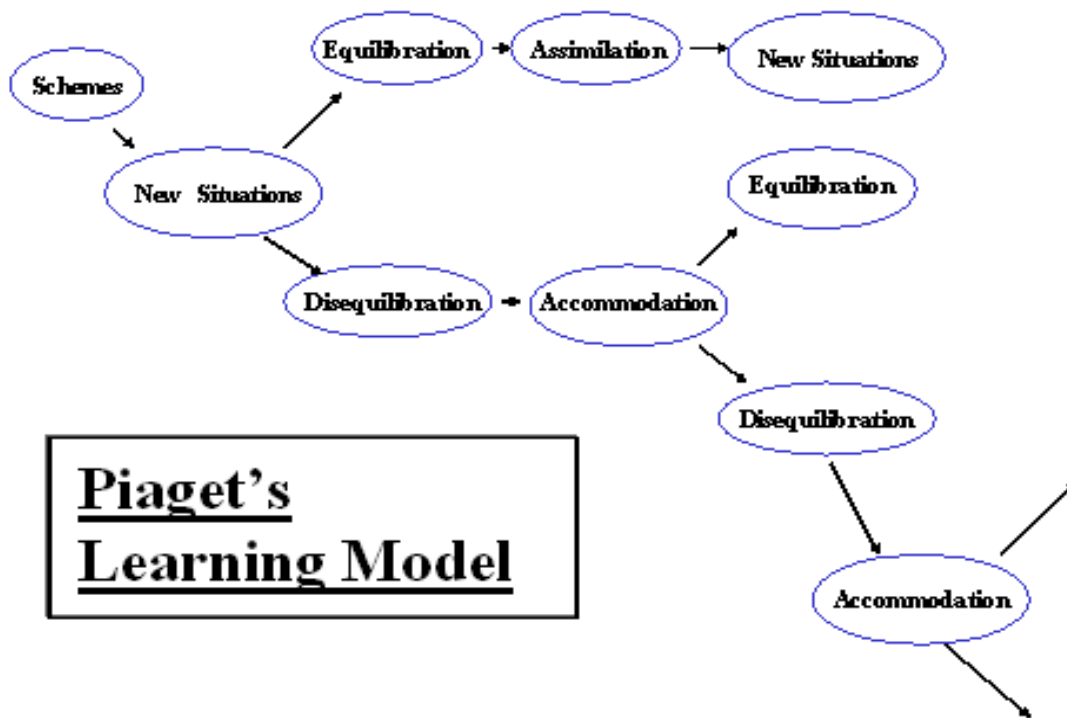 Schemes
Equilibration
Assimilation
New Situations
New Situations
Equilibration
Disequilibration
Accommodation
Disequilibration
Piaget's
Learning Model
Accommodation